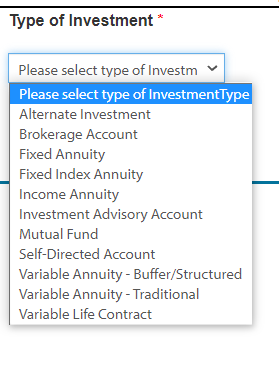 Type of Investment *
Please select type of Investm
Please select type of InvestmentType
Alternate Investment
Brokerage Account
Fixed Annuity
Fixed Index Annuity
Income Annuity
Investment Advisory Account
Mutual Fund
Self-Directed Account
Variable Annuity - Buffer/Structured
Variable Annuity - Traditional
Variable Life Contract